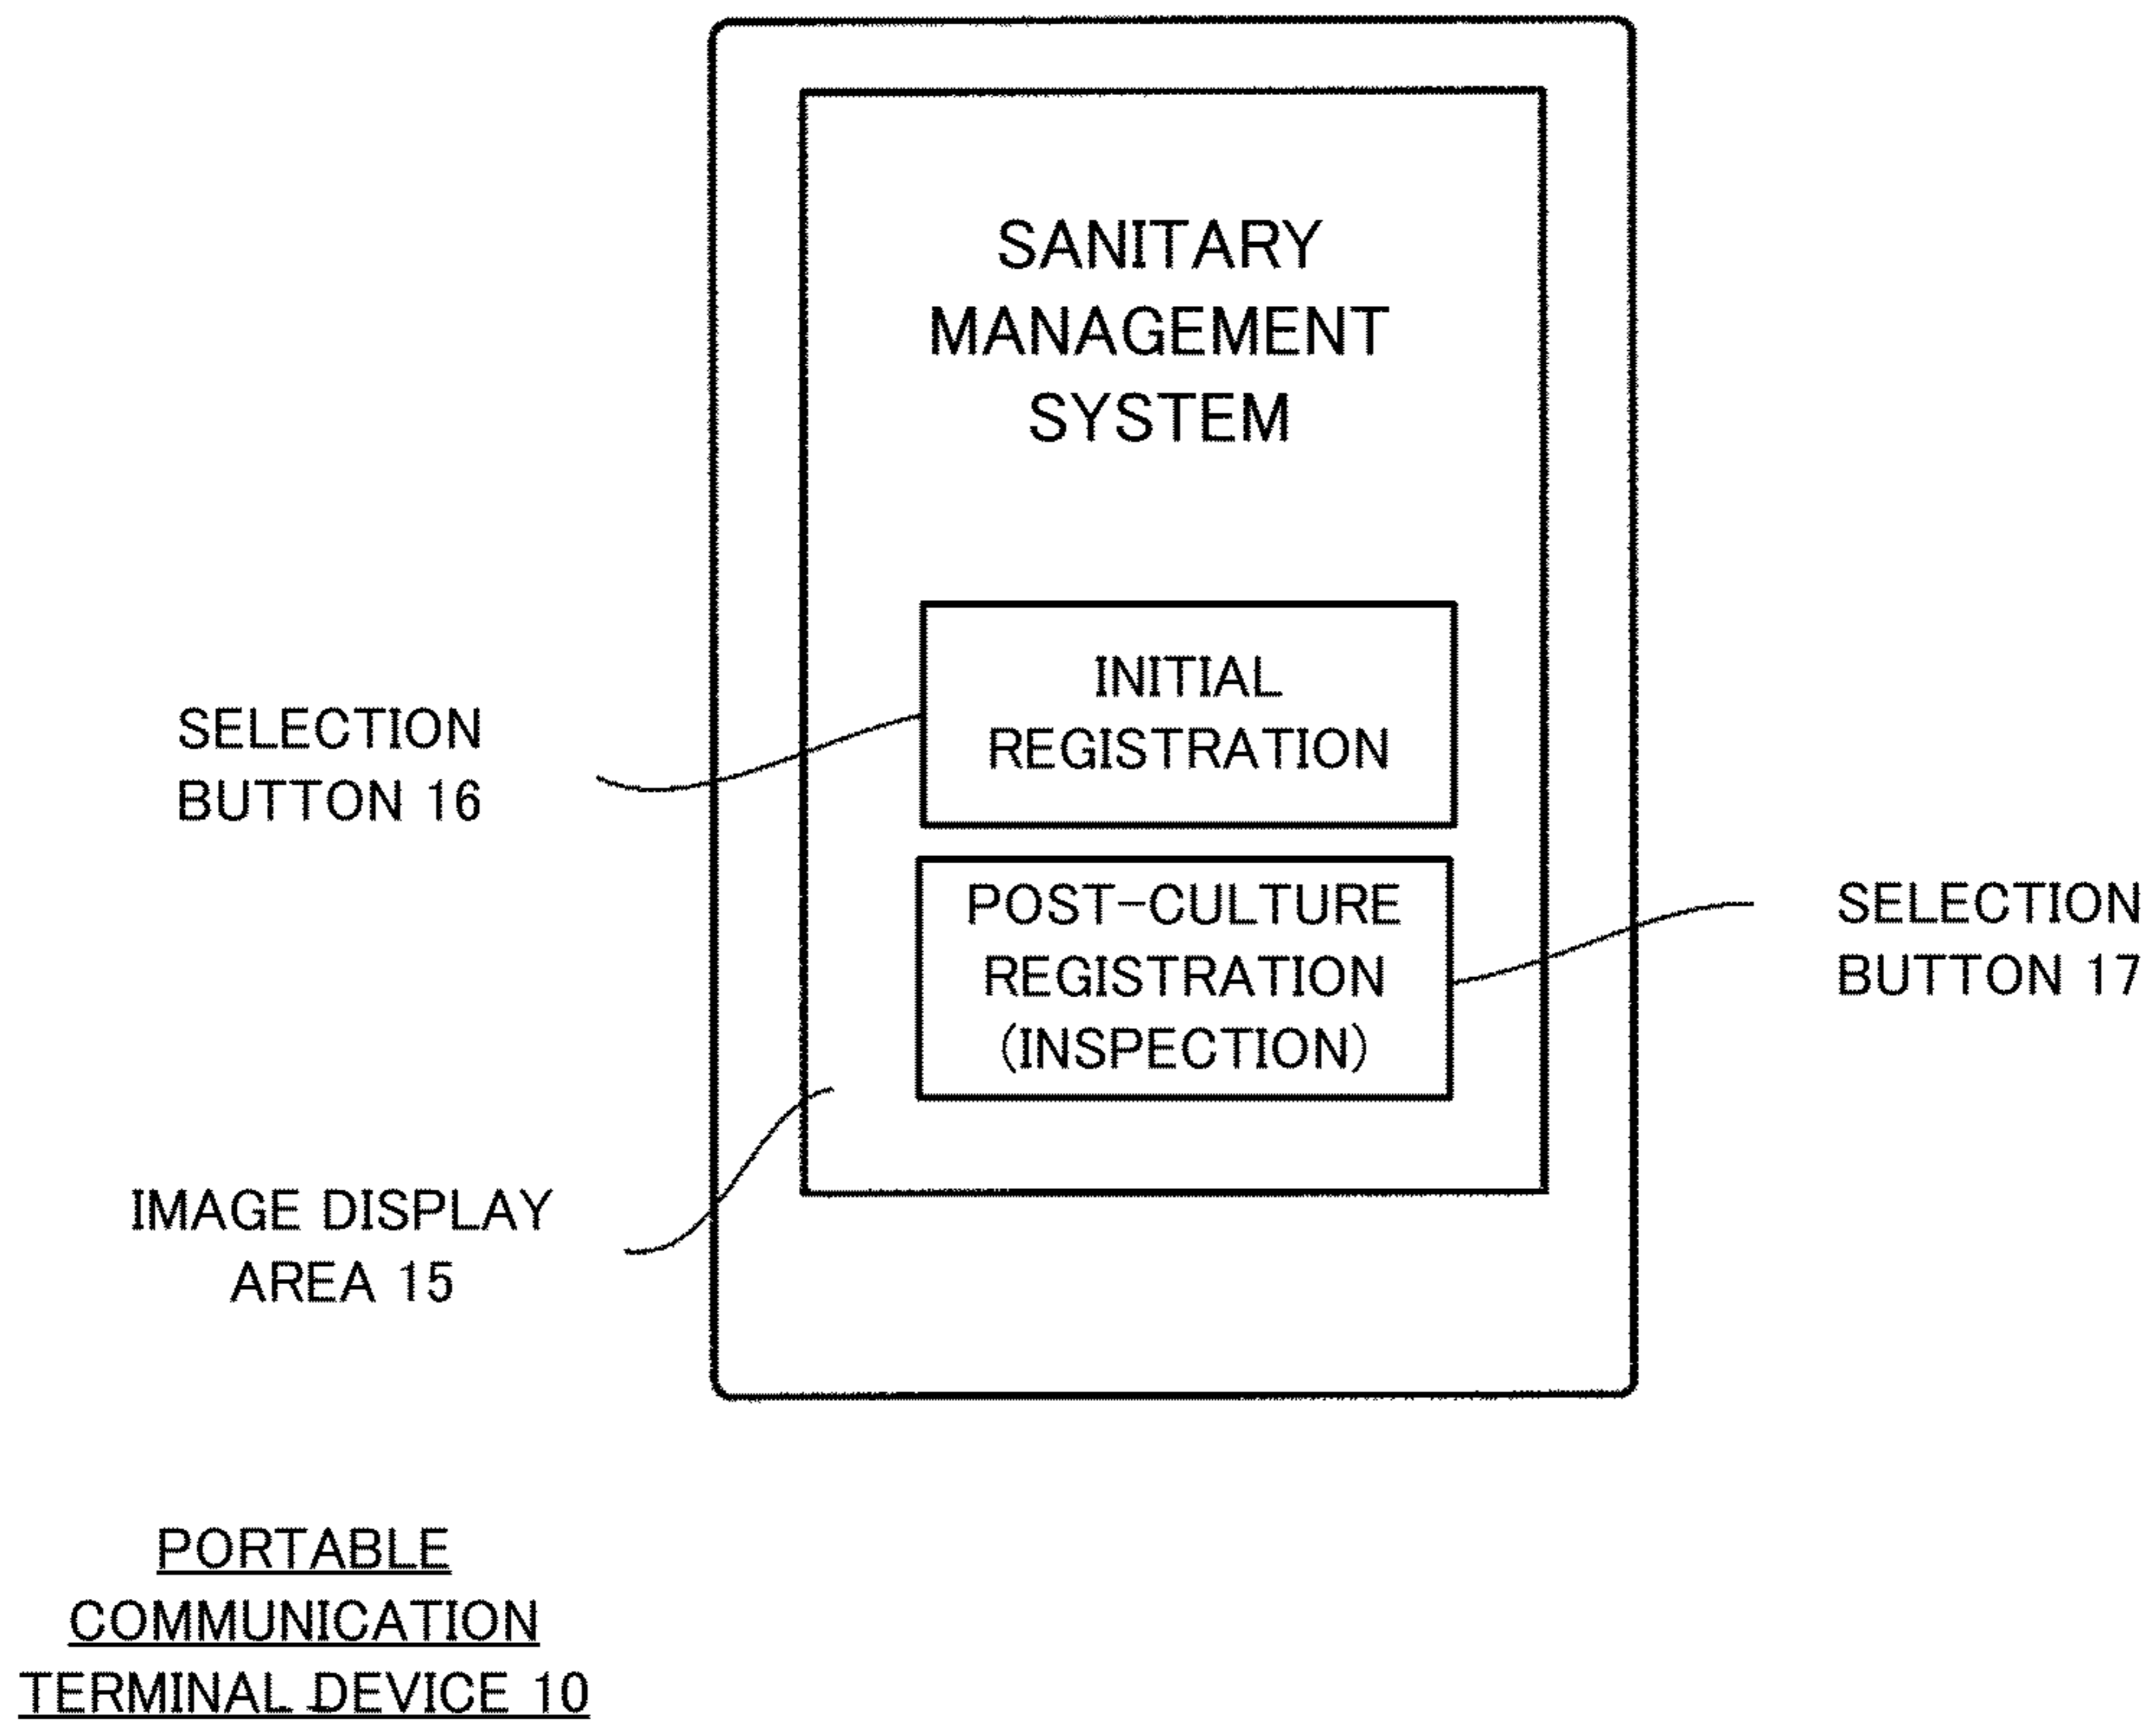 SANITARY
MANAGEMENT
SYSTEM
INITIAL
REGISTRATION
SELECTION
BUTTON 16
POST-CULTURE
REGISTRATION
(INSPECTION)
SELECTION
BUTTON 17
IMAGE DISPLAY
AREA 15
PORTABLE
COMMUNICATION
TERMINAL DEVICE 10